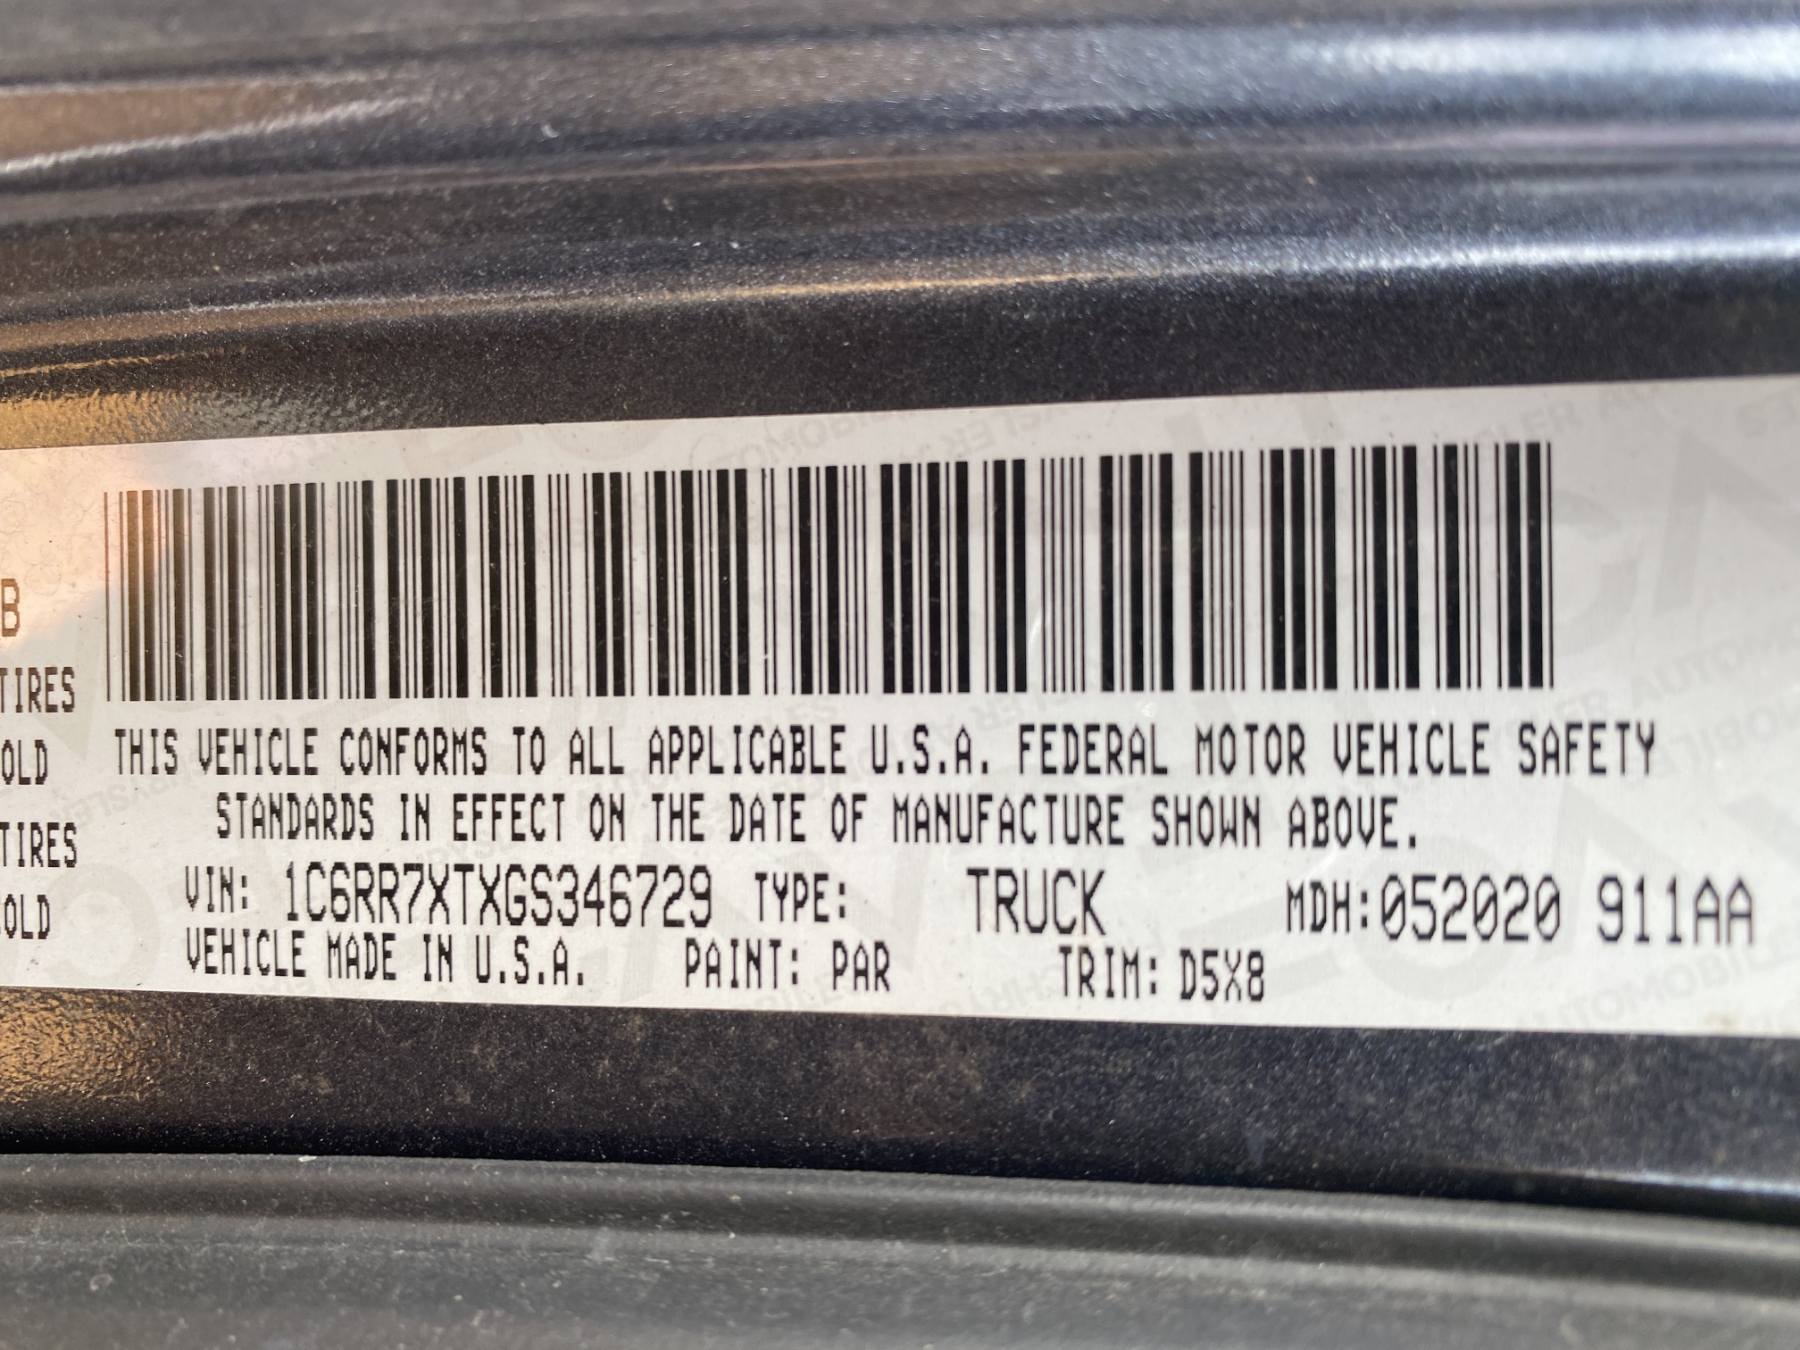 B
TIRES
OLD
TIRES
OLD
THIS VEHICLE CONFORMS TO ALL APPLICABLE U.S.A. FEDERAL MOTOR VEHICLE SAFETY
STANDARDS IN EFFECT ON THE DATE OF MANUFACTURE SHOWN ABOVE.
VIN: 1C6RR7XTXGS346729 TYPE: TRUCK MDH:052020 911AA
VEHICLE MADE IN U.S.A. PAINT: PAR TRIM: D5X8